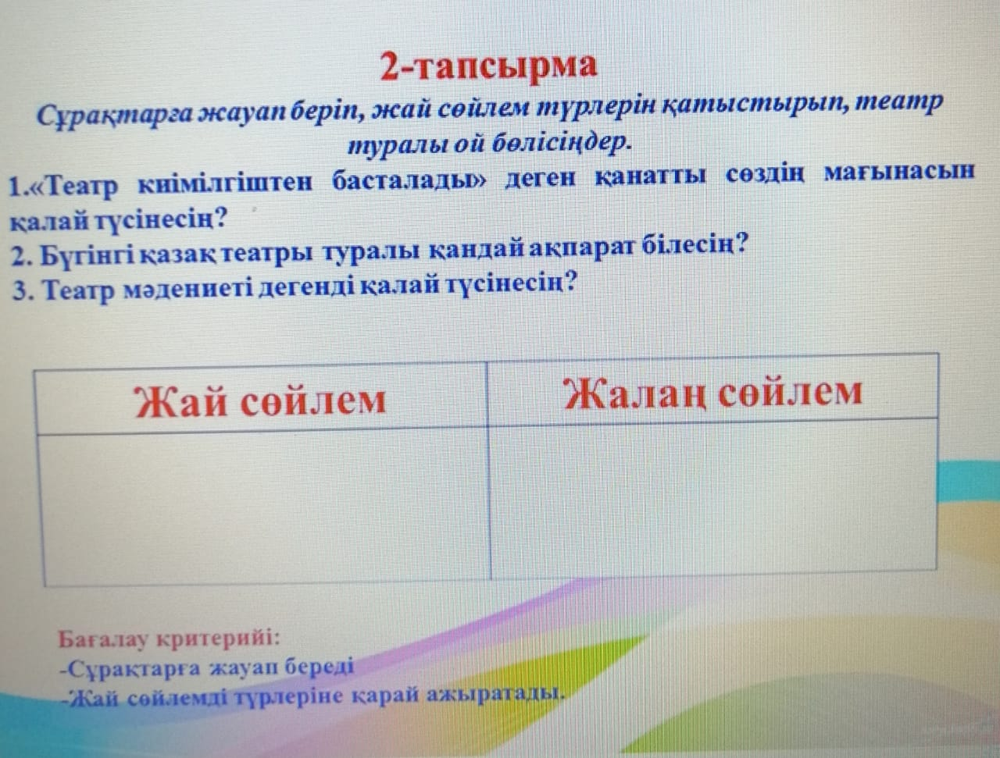 2-тапсырма
Сұрақтарға жауап беріп, жай сөйлем түрлерін қатыстырып, театр
туралы ой бөлісіңдер.
1.«Театр киімілгіштен басталады» деген қанатты сөздің мағынасын
қалай түсінесің?
2. Бүгінгі қазақ театры туралы қандай ақпарат білесің?
3. Театр мәдениеті дегенді қалай түсінесің?
Жай сөйлем
Жалаң сөйлем
Бағалау критерийі:
-Сұрақтарға жауап береді
-Жай сөйлемді түрлеріне қарай ажыратады.